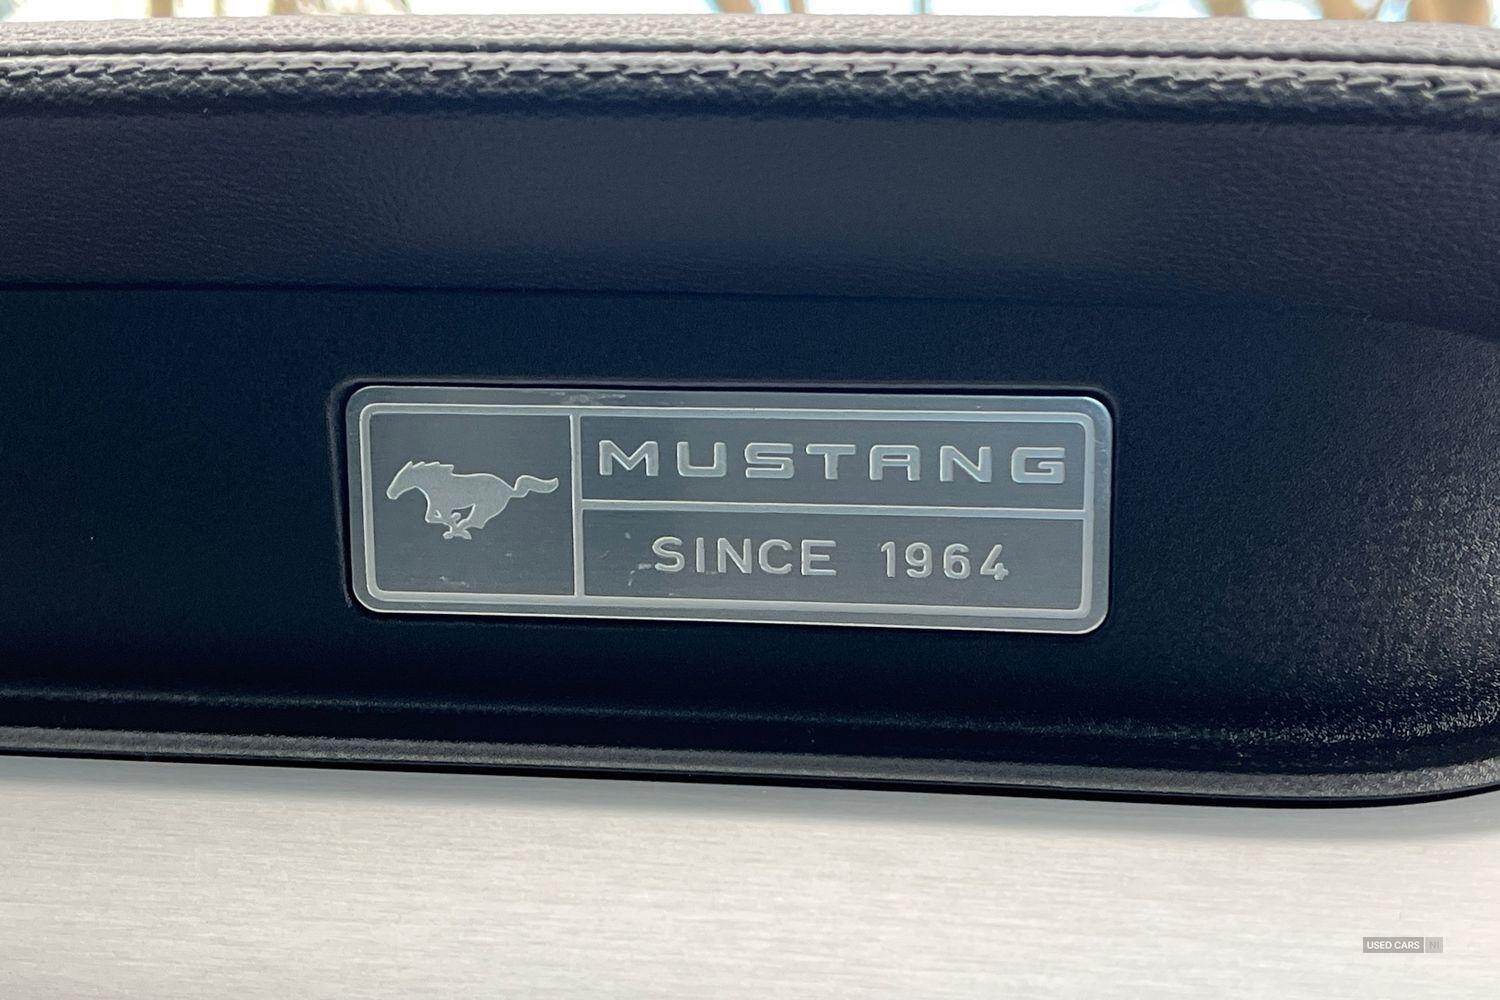 MUSTANG
SINCE 1964
USED CARS NI